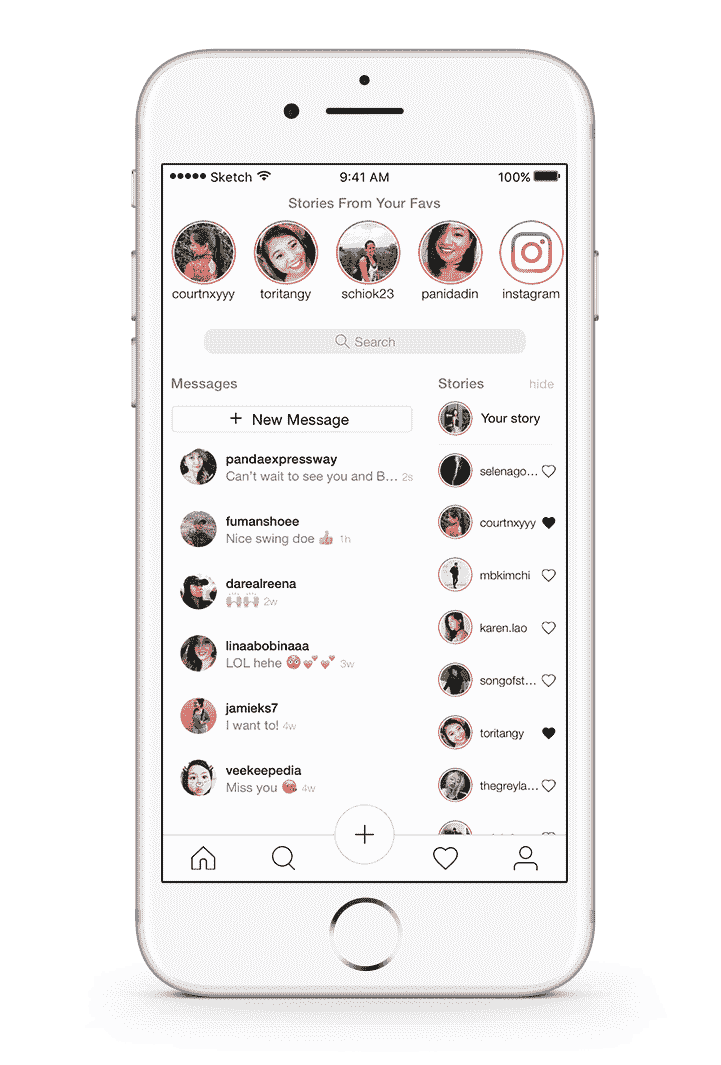 Sketch 9:41 AM 100%
Stories From Your Favs
courtnxyyy toritangy schiok23 panidadin instagram
Search
Messages
+ New Message
pandaexpressway
Can't wait to see you and B... 2s
fumanshoee
Nice swing doe 👍 1h
darealreena
🙌🙌 2w
linaabobinaaa
LOL hehe 😡💕💕 3w
jamieks7
I want to! 4w
veekeepedia
Miss you 4w
Stories hide
Your story
selenago...
courtnxyyy
mbkimchi
karen.lao
songofst...
toritangy
thegreyla...